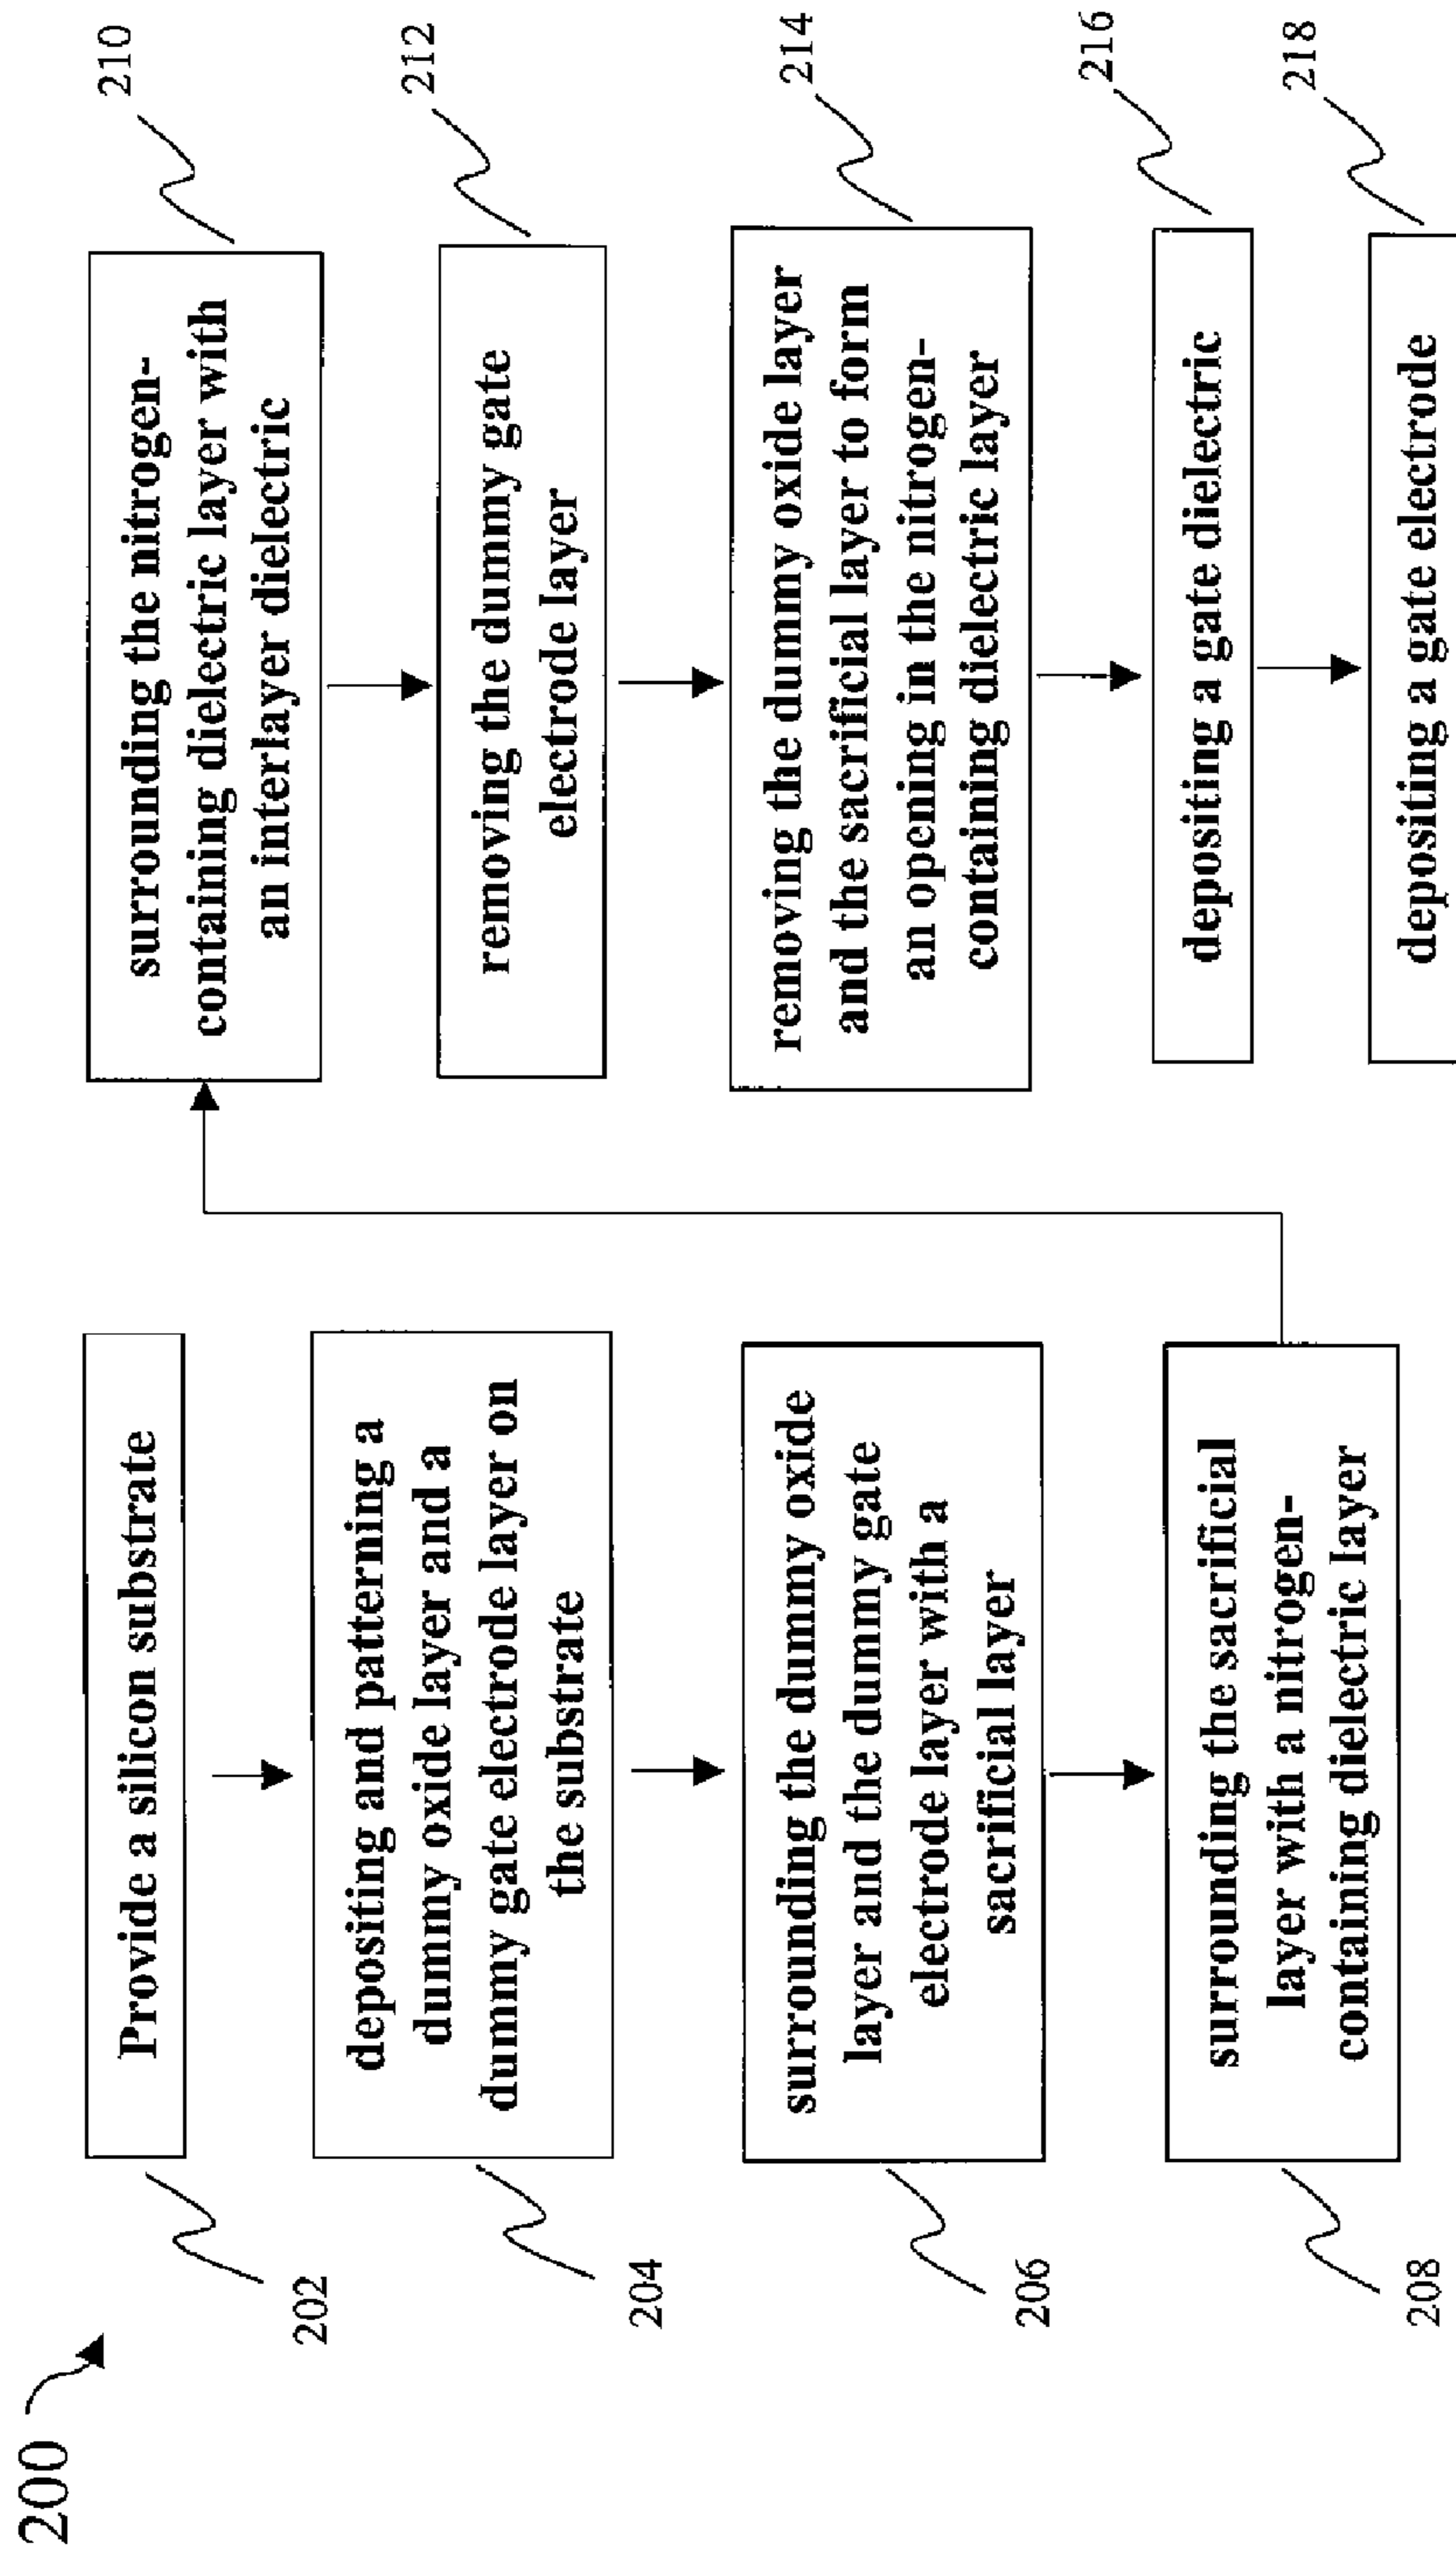 200
202
Provide a silicon substrate
204
depositing and patterning a
dummy oxide layer and a
dummy gate electrode layer on
the substrate
206
surrounding the dummy oxide
layer and the dummy gate
electrode layer with a
sacrificial layer
208
surrounding the sacrificial
layer with a nitrogen-
containing dielectric layer
210
surrounding the nitrogen-
containing dielectric layer with
an interlayer dielectric
212
removing the dummy gate
electrode layer
214
removing the dummy oxide layer
and the sacrificial layer to form
an opening in the nitrogen-
containing dielectric layer
216
depositing a gate dielectric
218
depositing a gate electrode